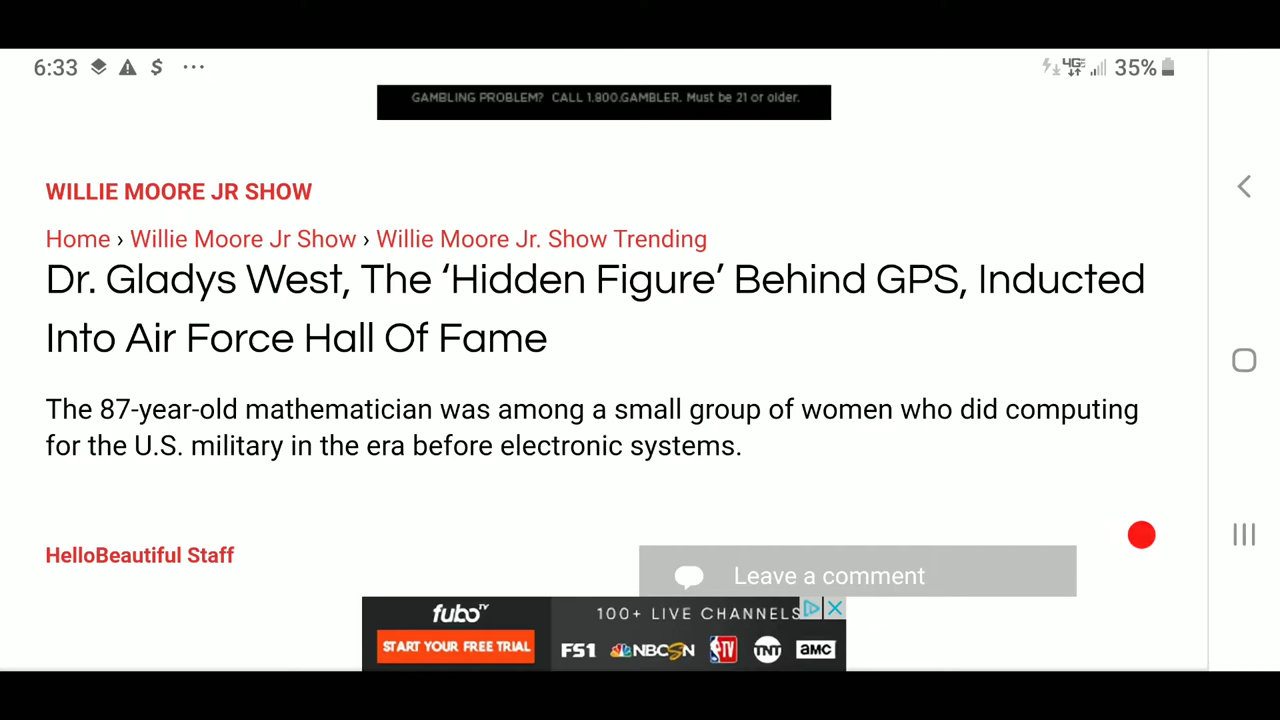 6:33 $ ... 4GE 35%
GAMBLING PROBLEM? CALL 1.800.GAMBLER. Must be 21 or older.
WILLIE MOORE JR SHOW
Home › Willie Moore Jr Show › Willie Moore Jr. Show Trending
Dr. Gladys West, The ‘Hidden Figure’ Behind GPS, Inducted
Into Air Force Hall Of Fame
The 87-year-old mathematician was among a small group of women who did computing
for the U.S. military in the era before electronic systems.
HelloBeautiful Staff
Leave a comment
fubo TV
START YOUR FREE TRIAL
100+ LIVE CHANNELS
FS1 NBCSN NBA TV TNT AMC